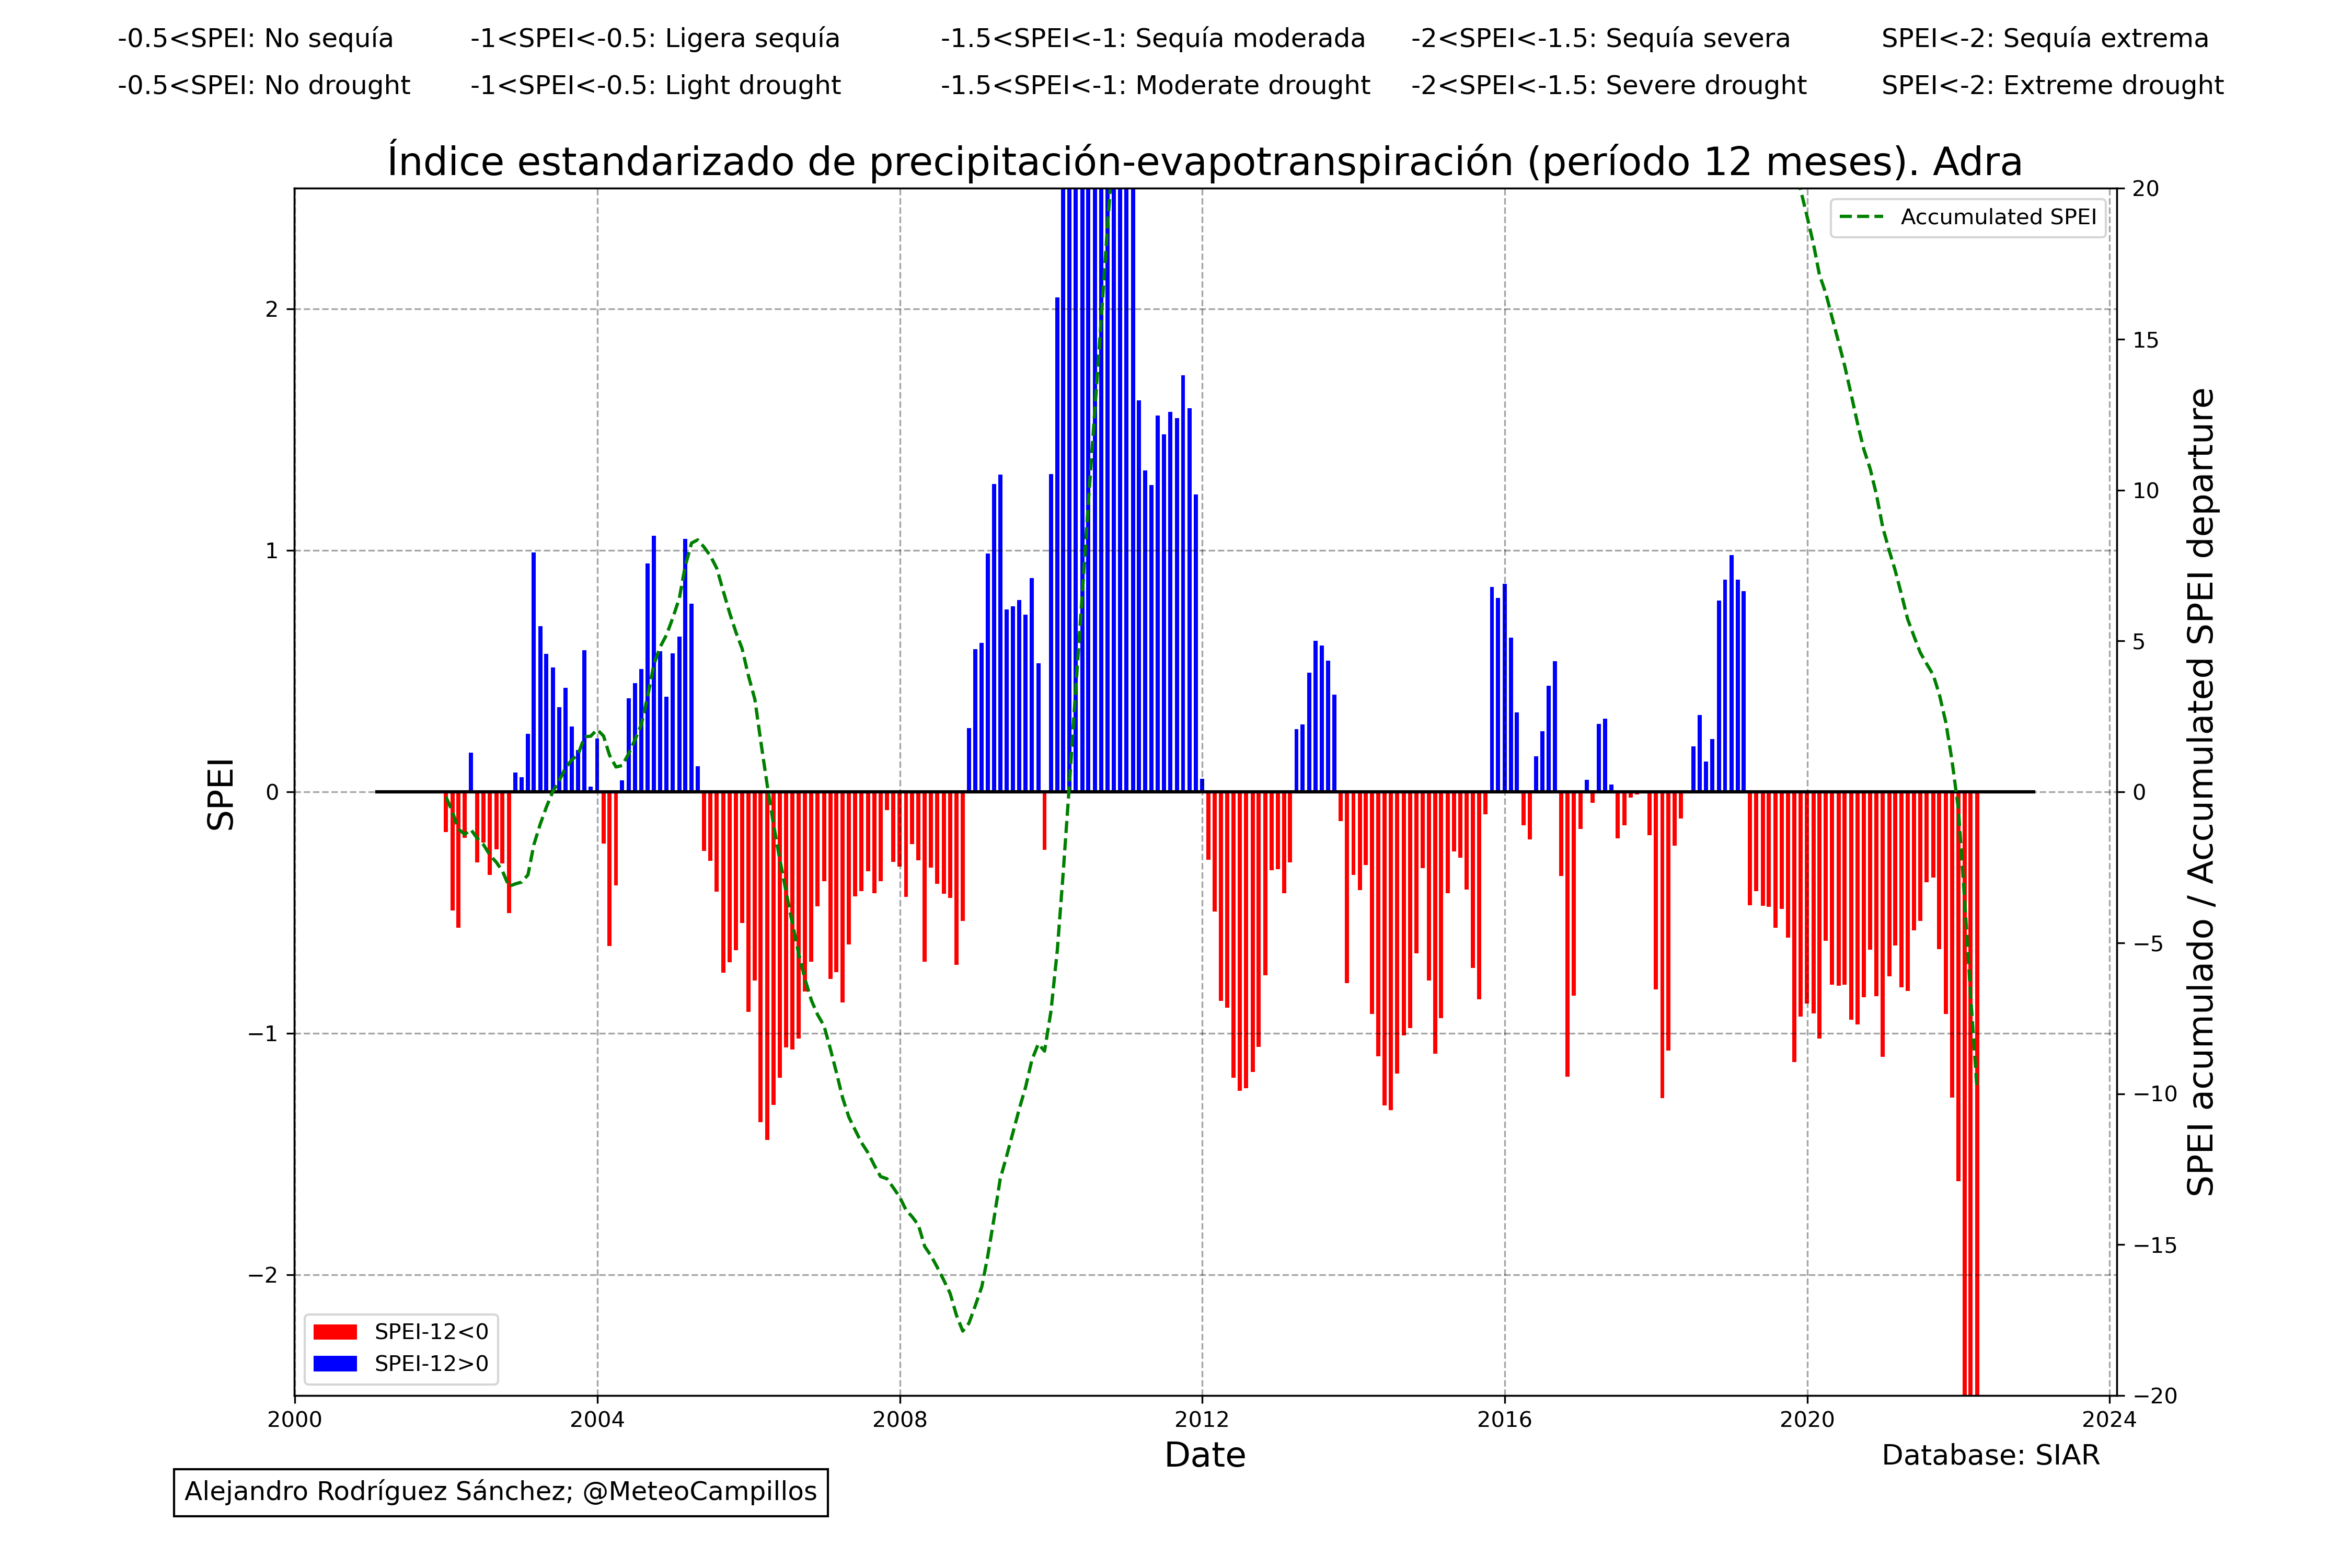 -0.5<SPEI: No sequía -1<SPEI<-0.5: Ligera sequía -1.5<SPEI<-1: Sequía moderada -2<SPEI<-1.5: Sequía severa SPEI<-2: Sequía extrema
-0.5<SPEI: No drought -1<SPEI<-0.5: Light drought -1.5<SPEI<-1: Moderate drought -2<SPEI<-1.5: Severe drought SPEI<-2: Extreme drought
Índice estandarizado de precipitación-evapotranspiración (período 12 meses). Adra
Accumulated SPEI
SPEI
2
1
0
−1
−2
20
15
10
5
0
−5
−10
−15
−20
SPEI acumulado / Accumulated SPEI departure
SPEI-12<0
SPEI-12>0
2000 2004 2008 2012 2016 2020 2024
Date
Database: SIAR
Alejandro Rodríguez Sánchez; @MeteoCampillos